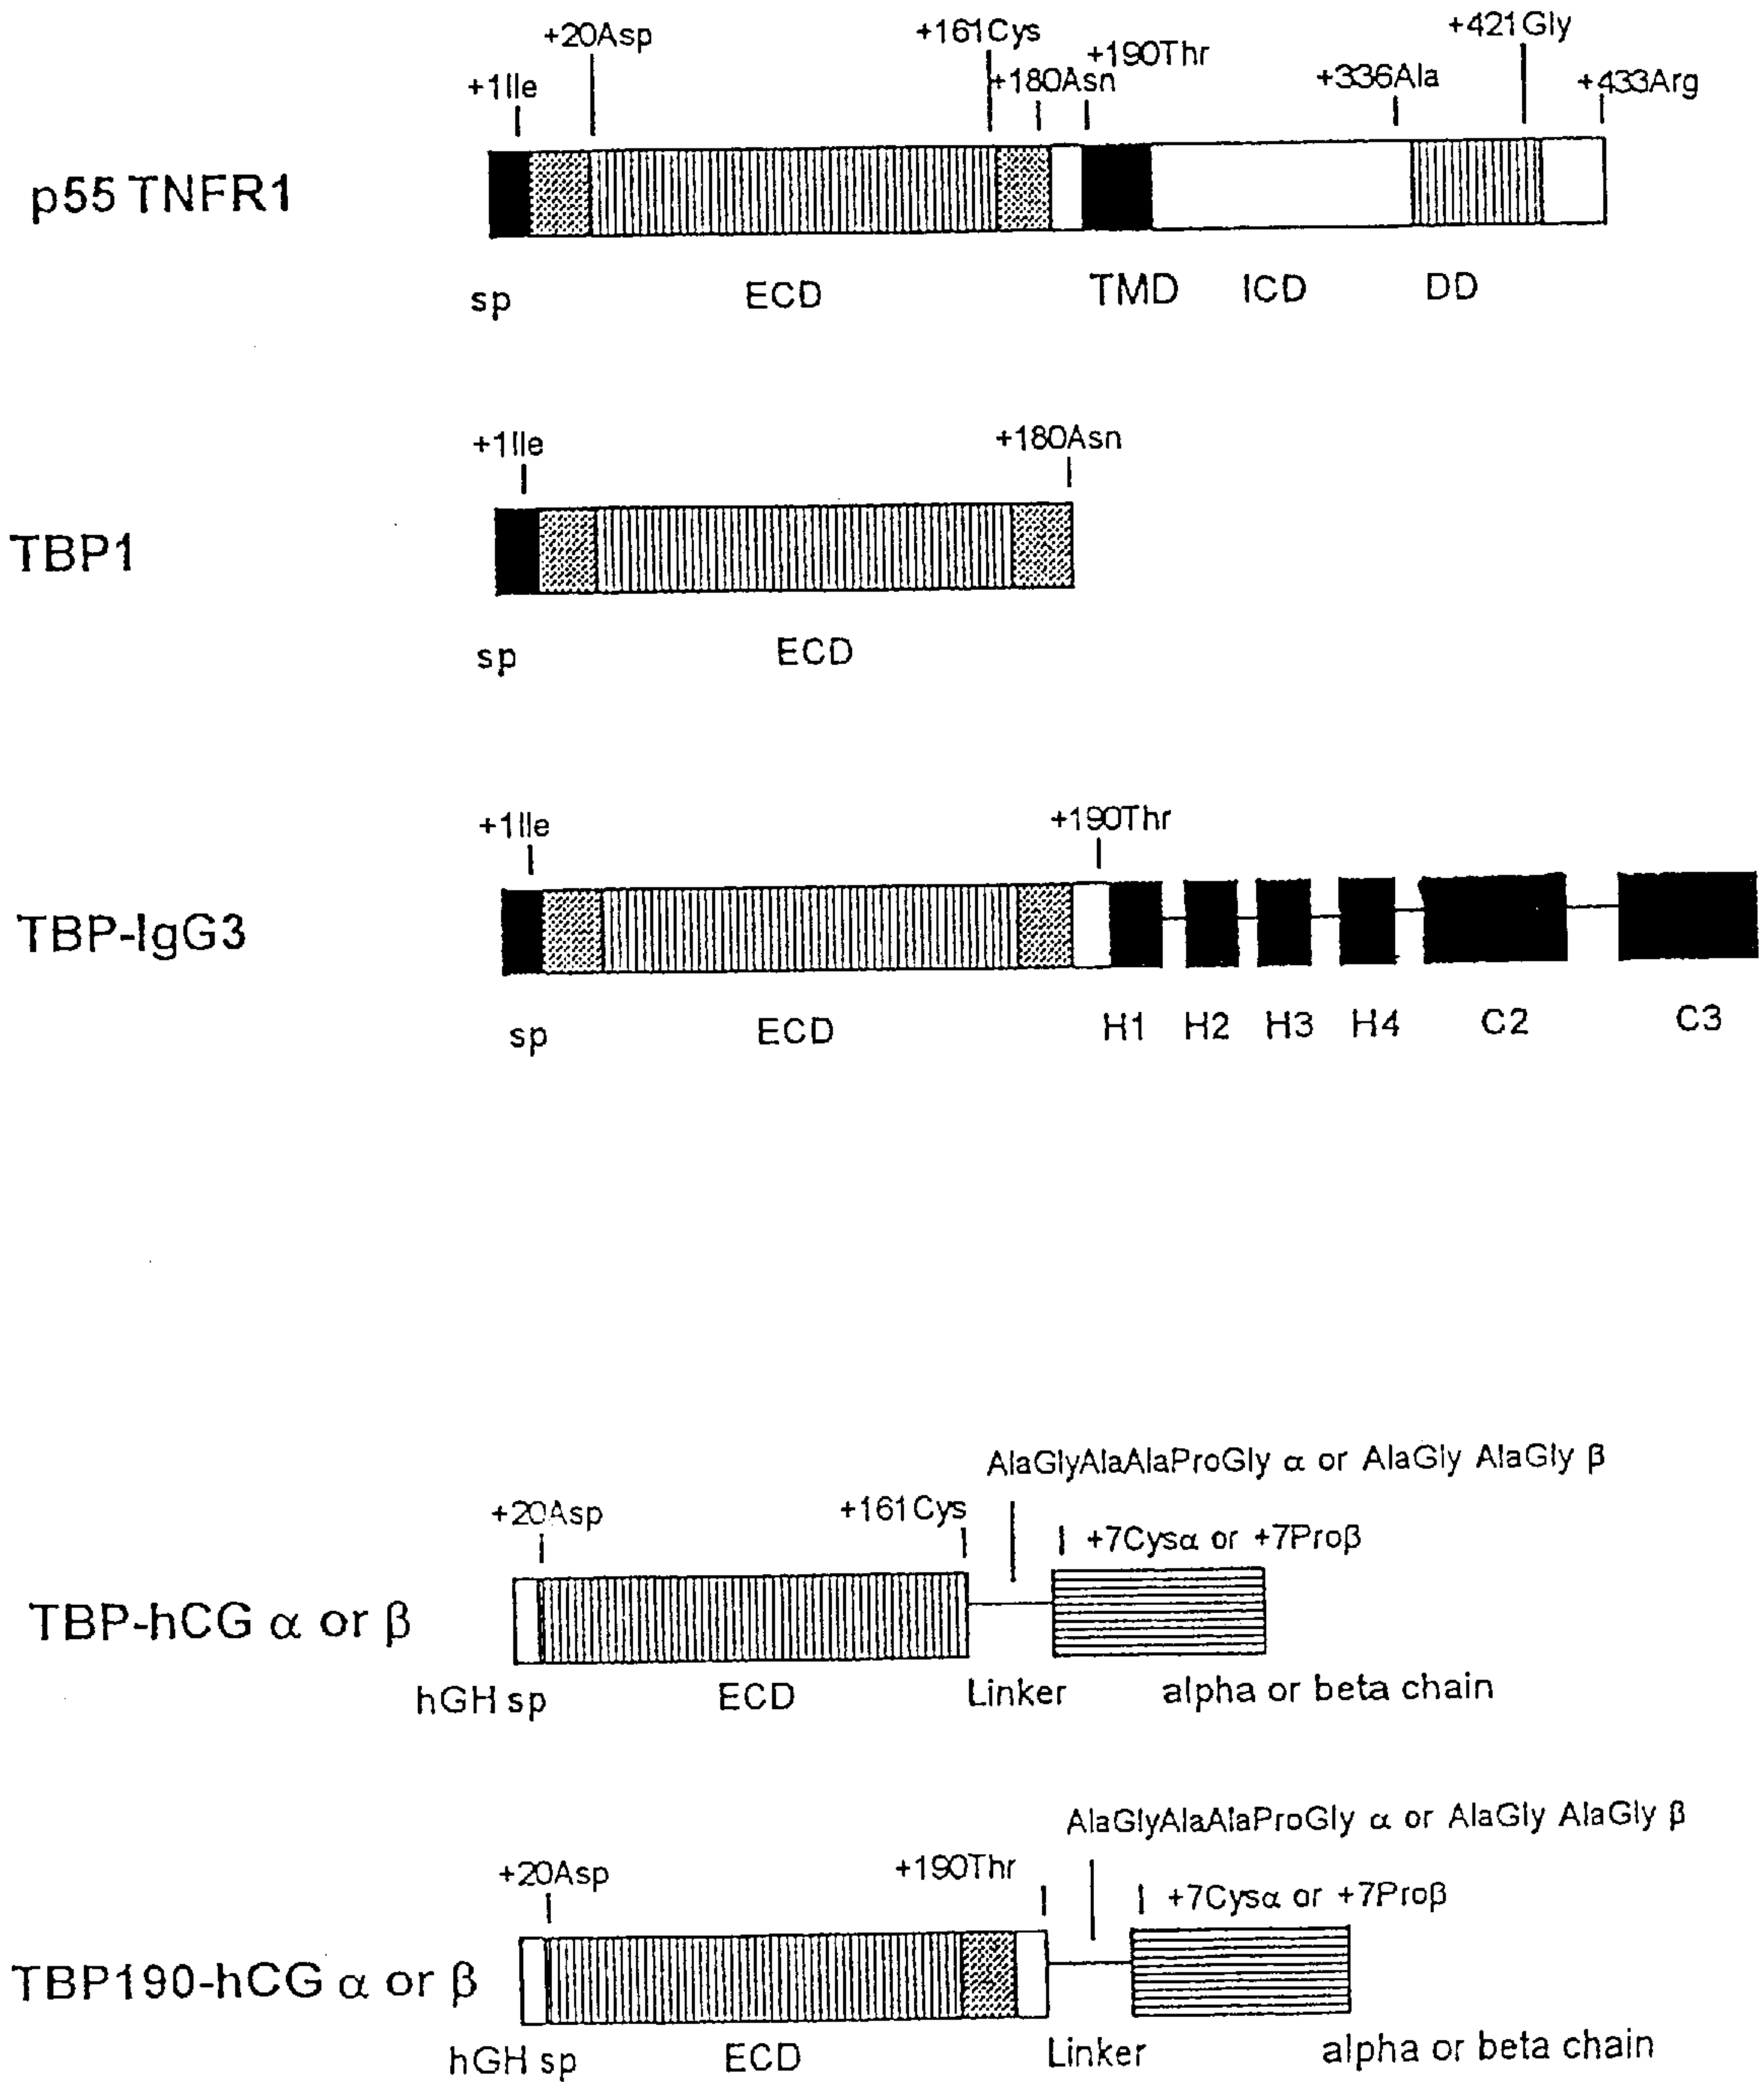 +20Asp +161Cys +421Gly
+190Thr
+1Ile +180Asn +336Ala +433Arg
p55 TNFR1
sp ECD TMD ICD DD
+1Ile +180Asn
TBP1
sp ECD
+1Ile +190Thr
TBP-IgG3
sp ECD H1 H2 H3 H4 C2 C3
AlaGlyAlaAlaProGly α or AlaGly AlaGly β
+20Asp +161Cys
+7Cysα or +7Proβ
TBP-hCG α or β
hGH sp ECD Linker alpha or beta chain
AlaGlyAlaAlaProGly α or AlaGly AlaGly β
+20Asp +190Thr
+7Cysα or +7Proβ
TBP190-hCG α or β
hGH sp ECD Linker alpha or beta chain